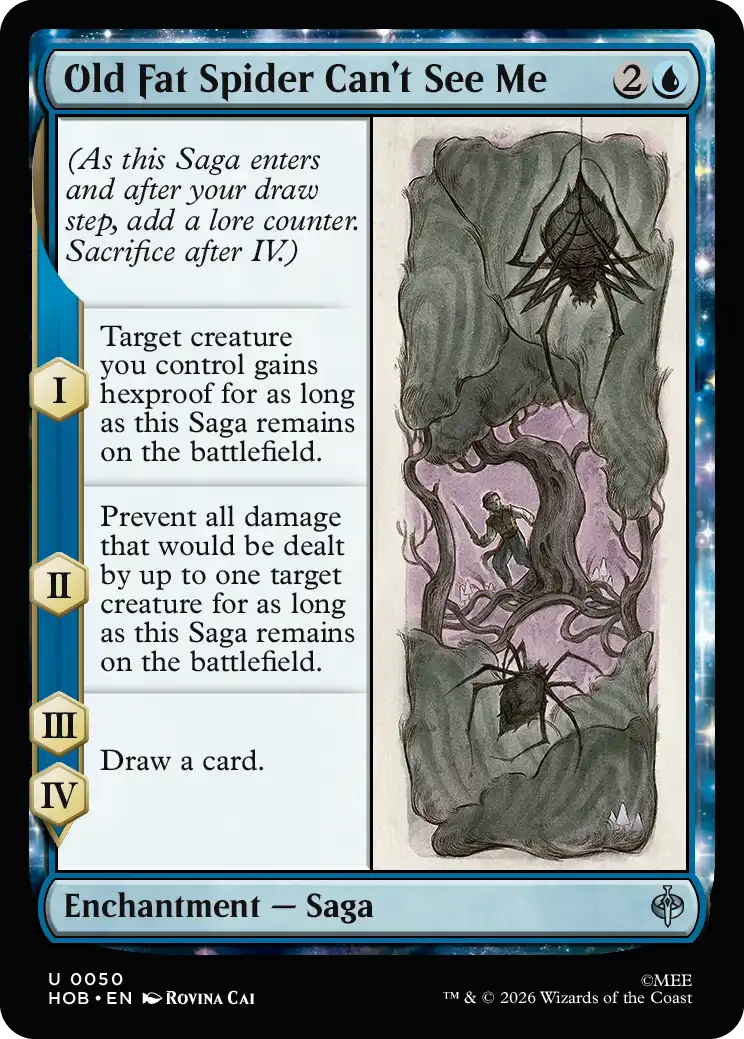 Old Fat Spider Can't See Me 2
(As this Saga enters
and after your draw
step, add a lore counter.
Sacrifice after IV.)
I
Target creature
you control gains
hexproof for as long
as this Saga remains
on the battlefield.
II
Prevent all damage
that would be dealt
by up to one target
creature for as long
as this Saga remains
on the battlefield.
III
IV
Draw a card.
Enchantment — Saga
U 0050
HOB • EN Rovina Cai
©MEE
™ & © 2026 Wizards of the Coast